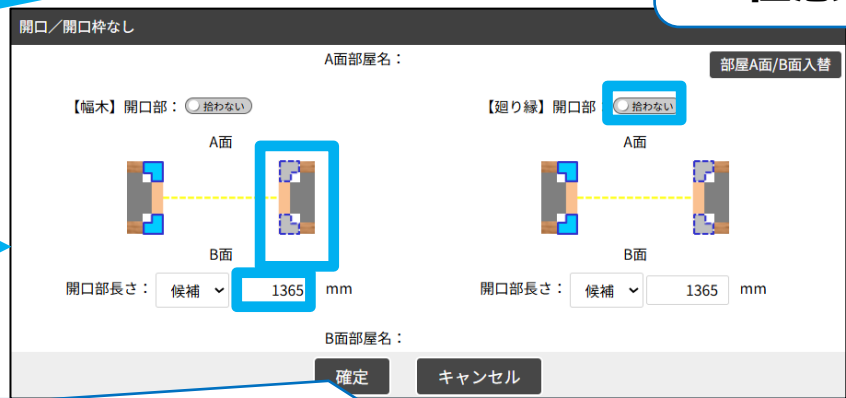 開口／開口枠なし
A面部屋名：
部屋A面/B面入替
【幅木】開口部： 拾わない
【廻り縁】開口部： 拾わない
A面
A面
B面
B面
開口部長さ： 候補 1365 mm
開口部長さ： 候補 1365 mm
B面部屋名：
確定
キャンセル